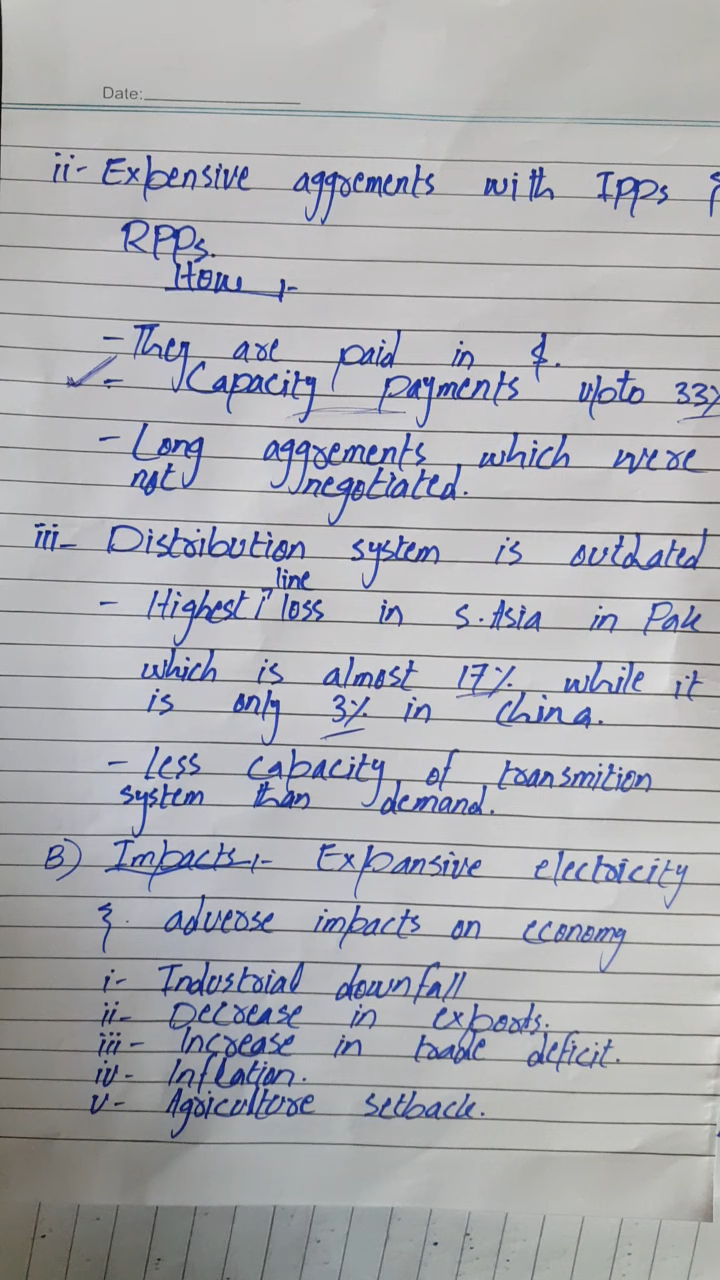 Date:
ii- Expensive aggrements with IPPs &
RPPs.
How :-
- They are paid in $.
- Capacity payments upto 33%
- Long aggrements which were
not negotiated.
iii- Distribution system is outdated
- Highest line loss in S.Asia in Pak
which is almost 17% while it
is only 3% in China.
- Less capacity of transmition
system than demand.
B) Impacts:- Expansive electricity
& adverse impacts on economy
i- Industrial downfall
ii- Decrease in exports.
iii- Increase in trade deficit.
iv- Inflation.
v- Agriculture setback.